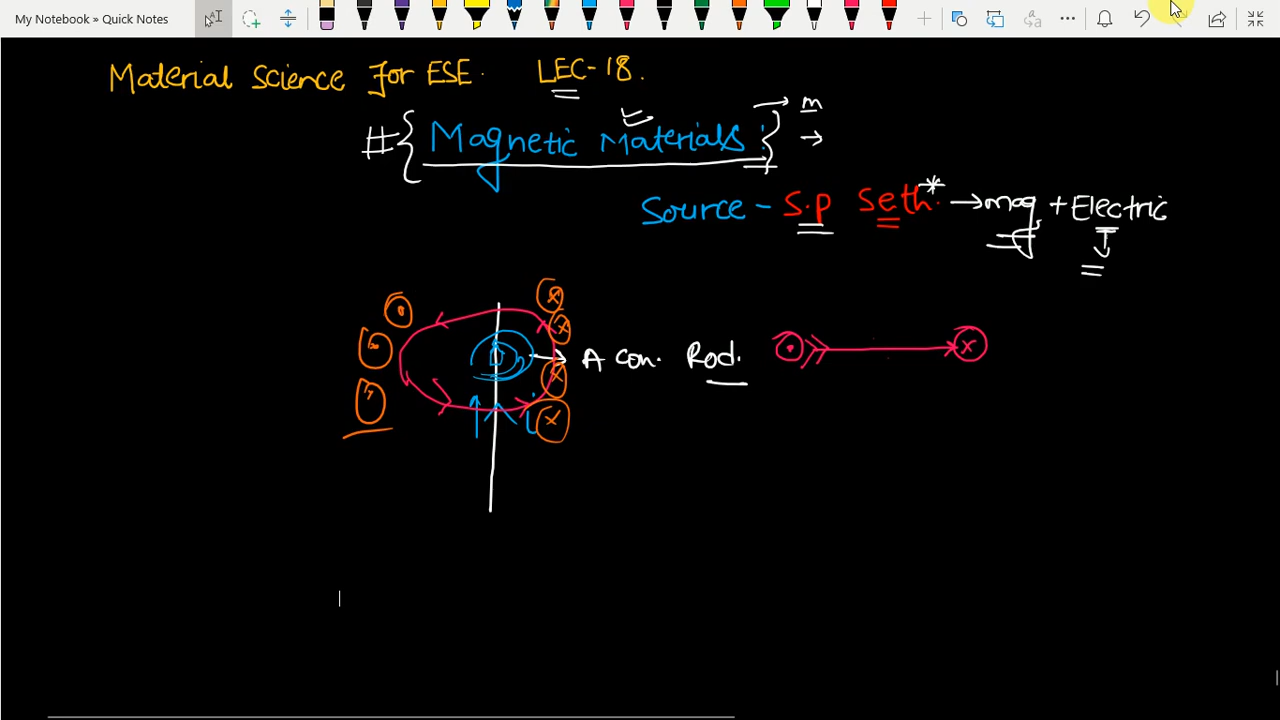 My Notebook » Quick Notes
Material Science For ESE. LEC-18.
# { Magnetic Materials : } → m
→
Source - S.P Seth* → mag + Electric
→ A con. Rod.
i